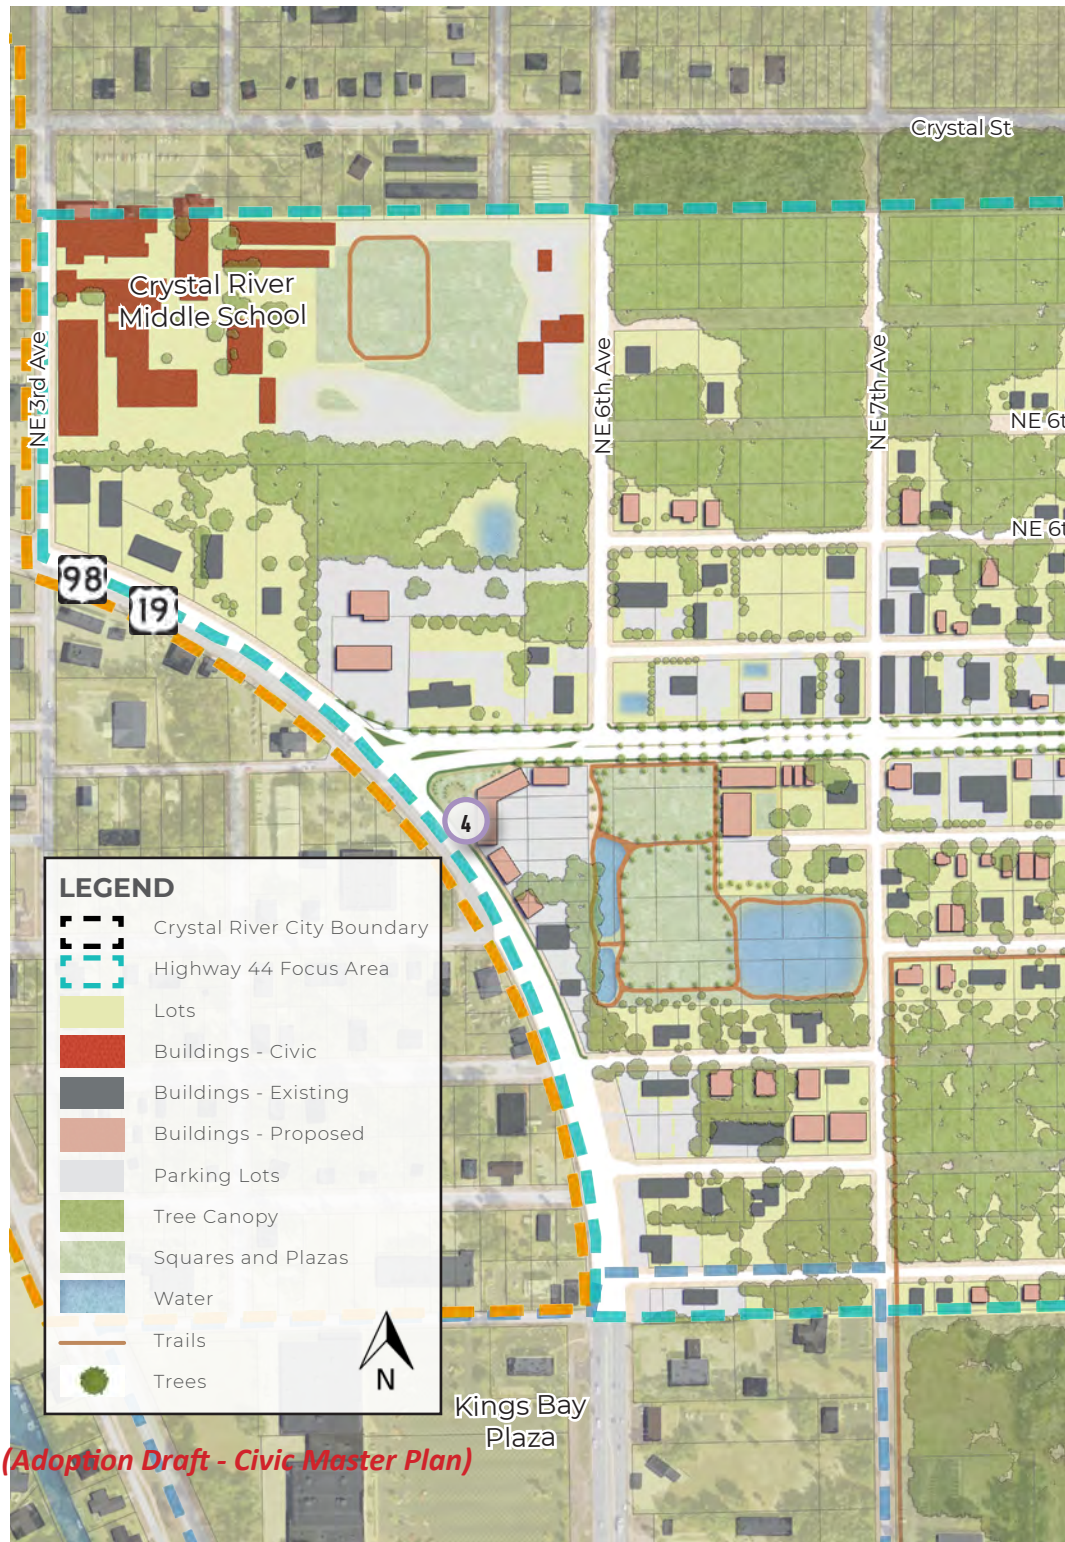 Crystal St
Crystal River
Middle School
NE 3rd Ave
NE 6th Ave
NE 7th Ave
NE 6t
NE 6t
98
19
4
LEGEND
Crystal River City Boundary
Highway 44 Focus Area
Lots
Buildings - Civic
Buildings - Existing
Buildings - Proposed
Parking Lots
Tree Canopy
Squares and Plazas
Water
Trails
Trees
N
Kings Bay
Plaza
(Adoption Draft - Civic Master Plan)